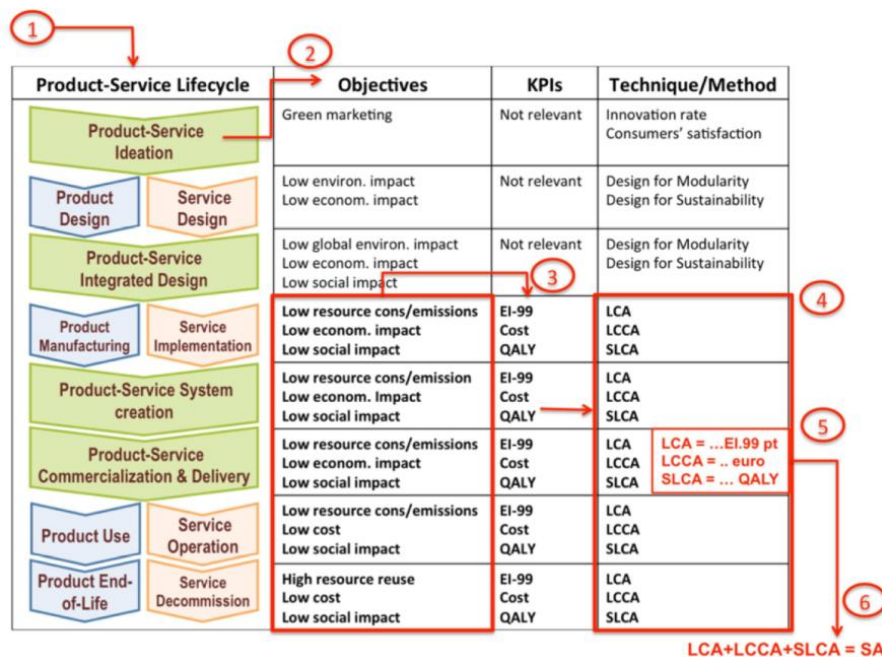 1
2
Product-Service Lifecycle
Objectives
KPIs
Technique/Method
Product-Service
Ideation
Green marketing
Not relevant
Innovation rate
Consumers' satisfaction
Product
Design
Service
Design
Low environ. impact
Low econom. impact
Not relevant
Design for Modularity
Design for Sustainability
Product-Service
Integrated Design
Low global environ. impact
Low econom. impact
Low social impact
Not relevant
Design for Modularity
Design for Sustainability
3
4
Product
Manufacturing
Service
Implementation
Low resource cons/emissions
Low econom. impact
Low social impact
EI-99
Cost
QALY
LCA
LCCA
SLCA
Product-Service System
creation
Low resource cons/emission
Low econom. Impact
Low social impact
EI-99
Cost
QALY
LCA
LCCA
SLCA
5
Product-Service
Commercialization & Delivery
Low resource cons/emissions
Low econom. impact
Low social impact
EI-99
Cost
QALY
LCA
LCCA
SLCA
LCA = ...EI.99 pt
LCCA = .. euro
SLCA = ... QALY
Product Use
Service
Operation
Low resource cons/emissions
Low cost
Low social impact
EI-99
Cost
QALY
LCA
LCCA
SLCA
Product End-
of-Life
Service
Decommission
High resource reuse
Low cost
Low social impact
EI-99
Cost
QALY
LCA
LCCA
SLCA
6
LCA+LCCA+SLCA = SA